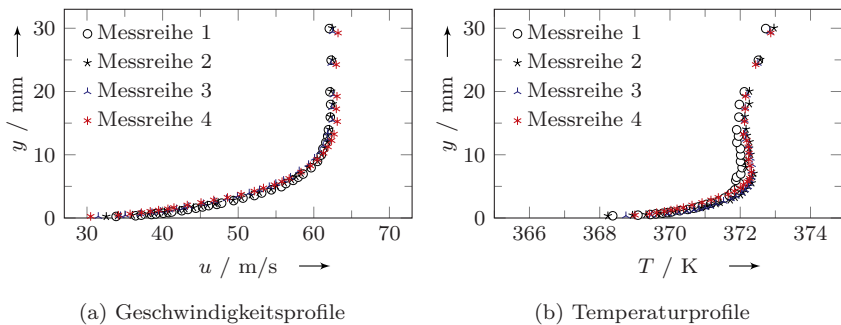 y / mm
30
20
10
0
Messreihe 1
Messreihe 2
Messreihe 3
Messreihe 4
30 40 50 60 70
u / m/s
(a) Geschwindigkeitsprofile
y / mm
30
20
10
0
Messreihe 1
Messreihe 2
Messreihe 3
Messreihe 4
366 368 370 372 374
T / K
(b) Temperaturprofile